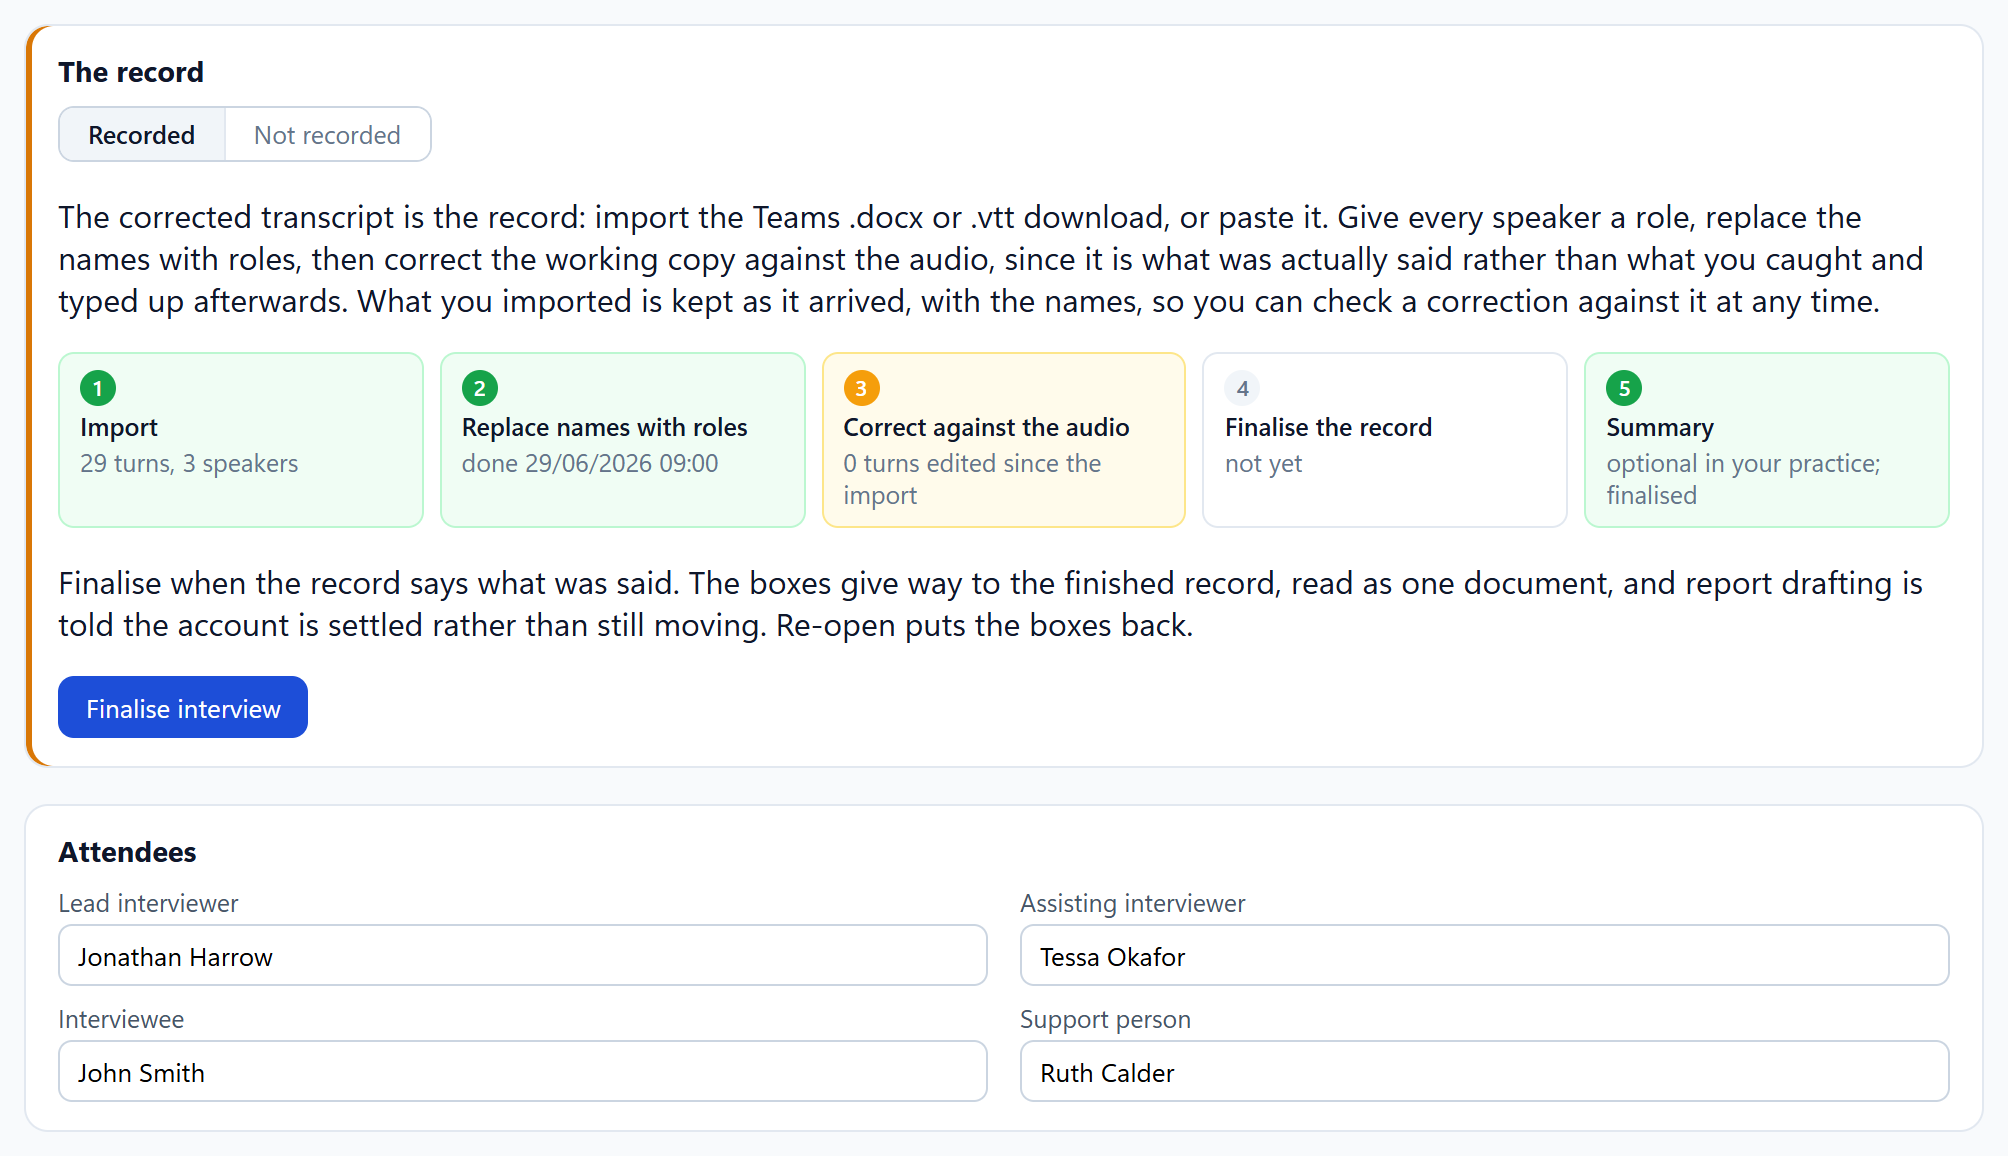 The record
Recorded
Not recorded
The corrected transcript is the record: import the Teams .docx or .vtt download, or paste it. Give every speaker a role, replace the
names with roles, then correct the working copy against the audio, since it is what was actually said rather than what you caught and
typed up afterwards. What you imported is kept as it arrived, with the names, so you can check a correction against it at any time.
1
Import
29 turns, 3 speakers
2
Replace names with roles
done 29/06/2026 09:00
3
Correct against the audio
0 turns edited since the
import
4
Finalise the record
not yet
5
Summary
optional in your practice;
finalised
Finalise when the record says what was said. The boxes give way to the finished record, read as one document, and report drafting is
told the account is settled rather than still moving. Re-open puts the boxes back.
Finalise interview
Attendees
Lead interviewer
Jonathan Harrow
Assisting interviewer
Tessa Okafor
Interviewee
John Smith
Support person
Ruth Calder